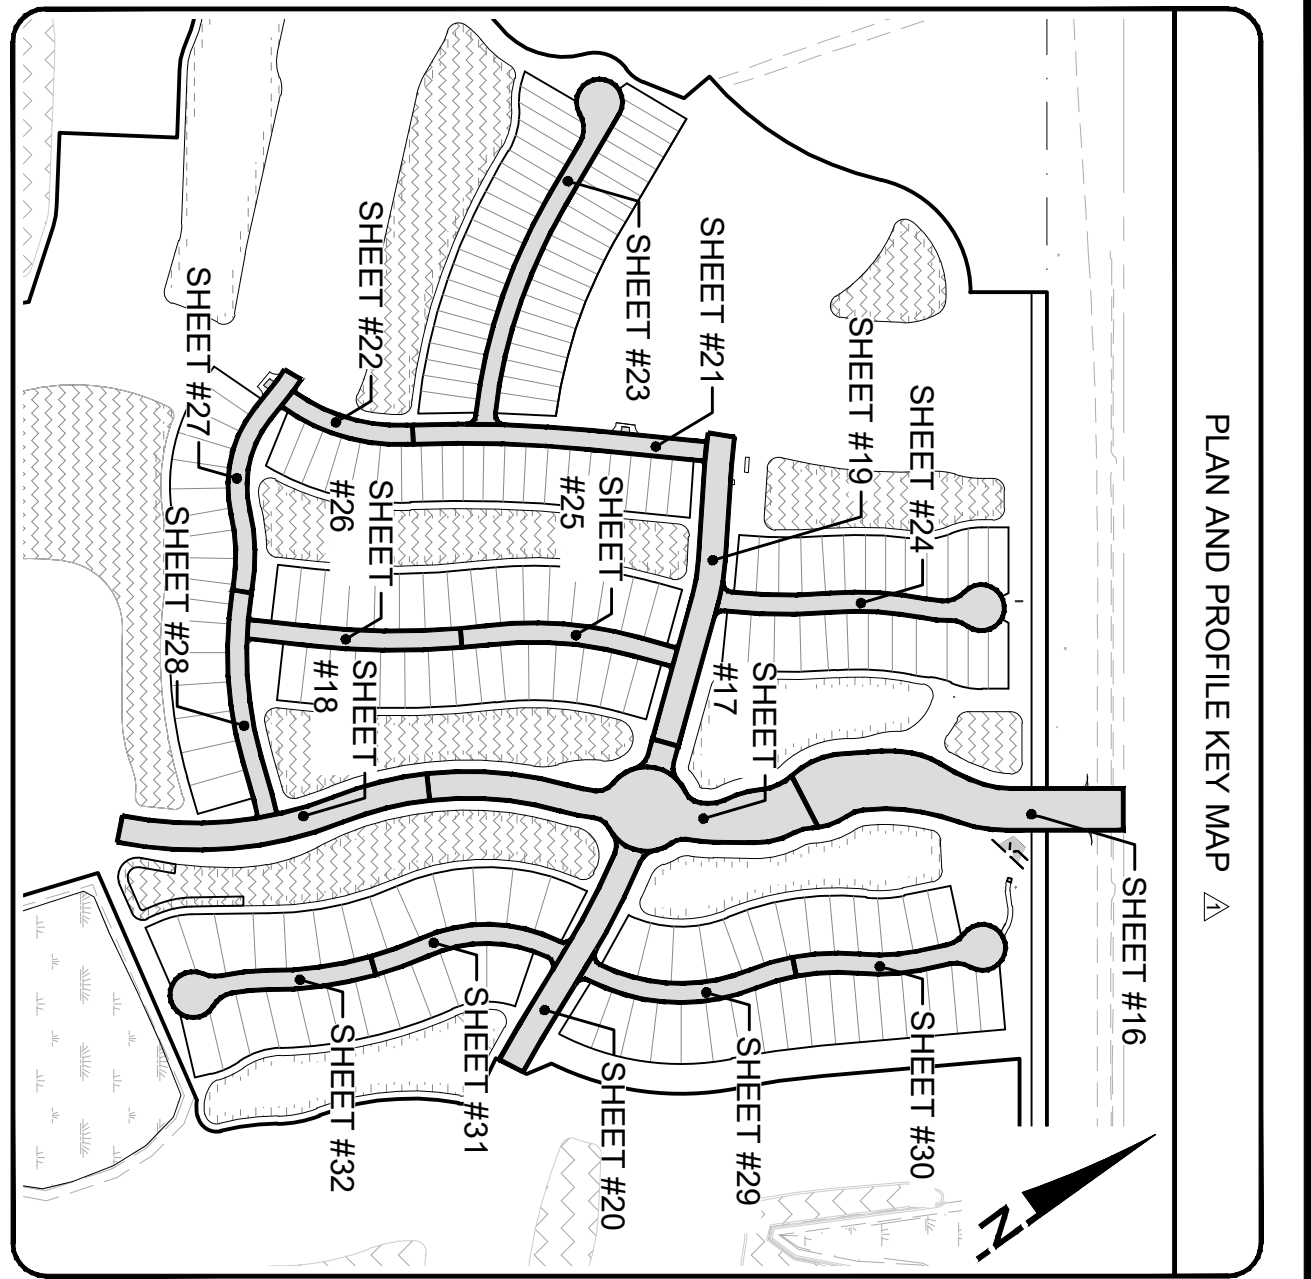 PLAN AND PROFILE KEY MAP 1
SHEET #16
SHEET #24
SHEET #19
SHEET
#17
SHEET #30
SHEET #29
SHEET #21
SHEET #23
SHEET
#25
SHEET #20
SHEET #22
SHEET
#26
SHEET
#18
SHEET #31
SHEET #32
SHEET #27
SHEET #28
N